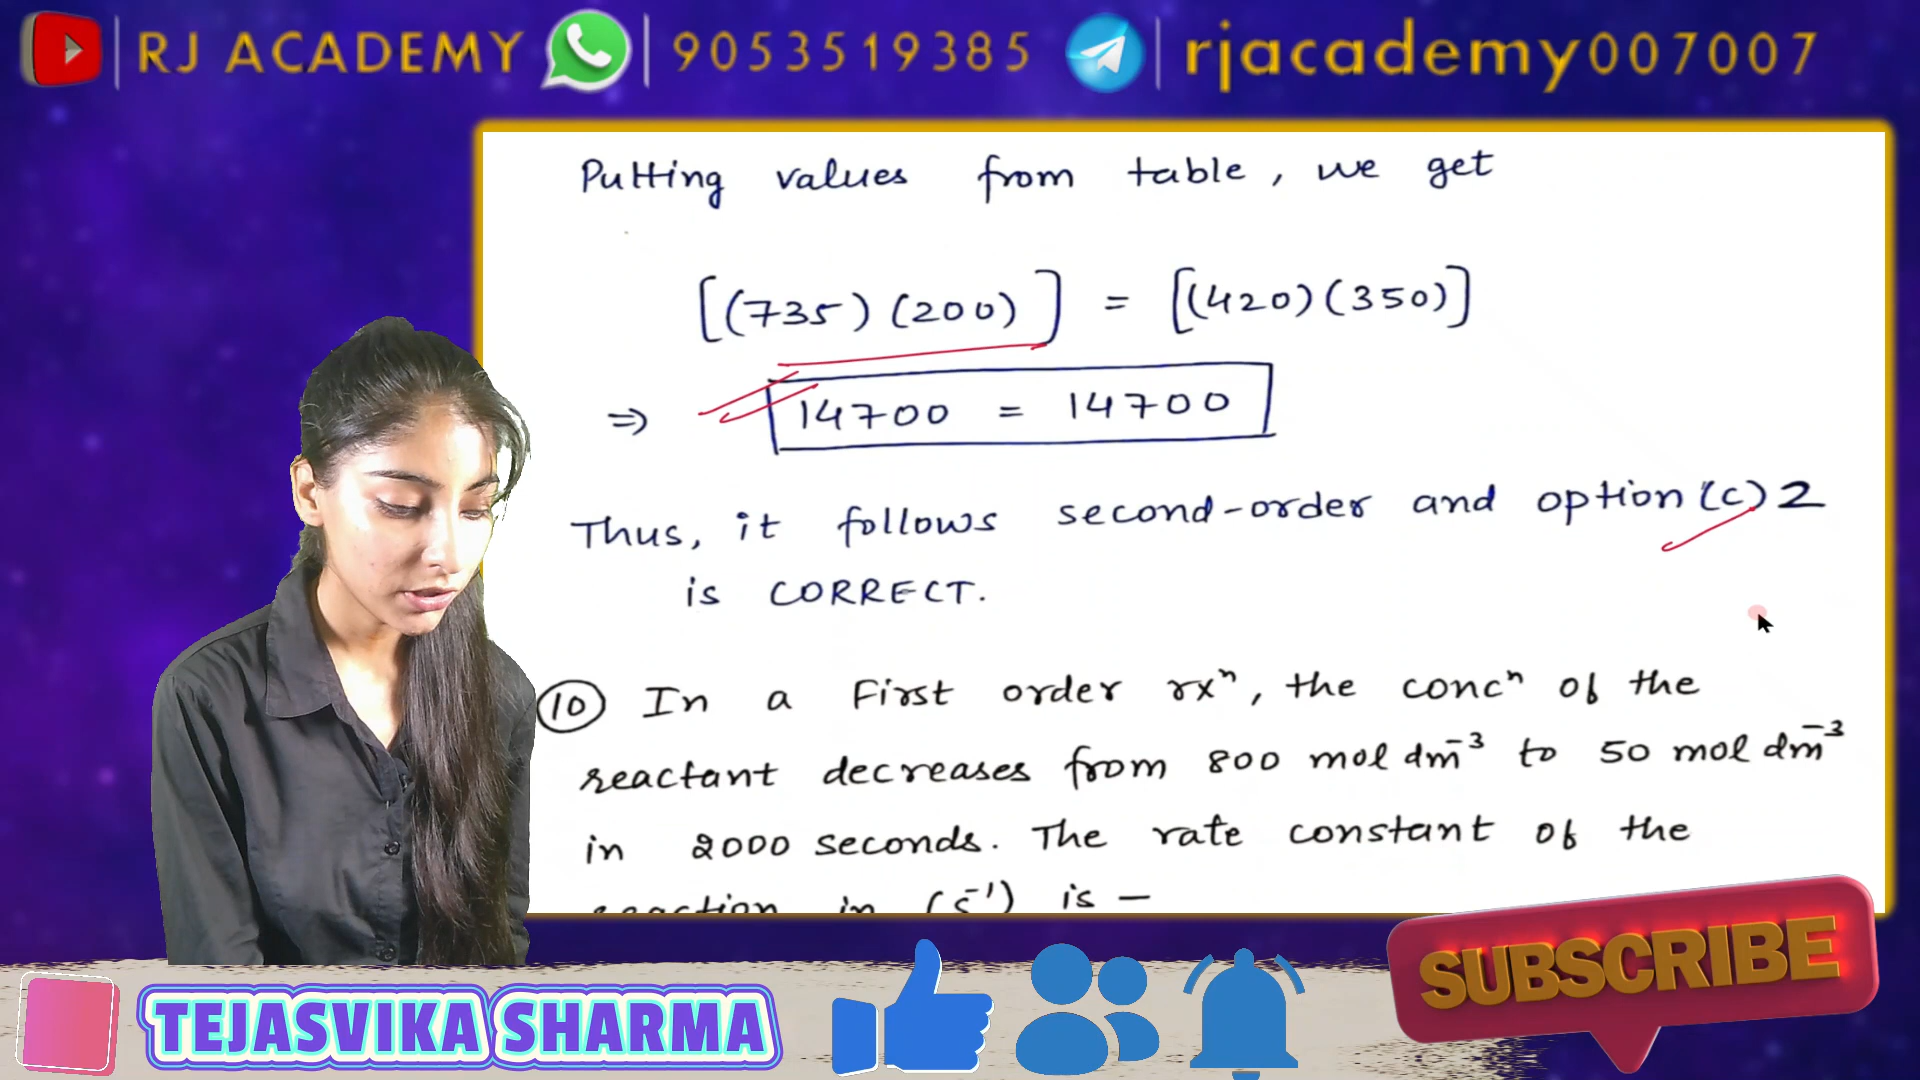 RJ ACADEMY 9053519385 rjacademy007007
Putting values from table, we get
[(735)(200)] = [(420)(350)]
⇒ 14700 = 14700
Thus, it follows second-order and option (c) 2
is CORRECT.
⑩ In a First order rxⁿ, the concⁿ of the
reactant decreases from 800 mol dm⁻³ to 50 mol dm⁻³
in 2000 seconds. The rate constant of the
reaction in (s⁻¹) is —
SUBSCRIBE
TEJASVIKA SHARMA